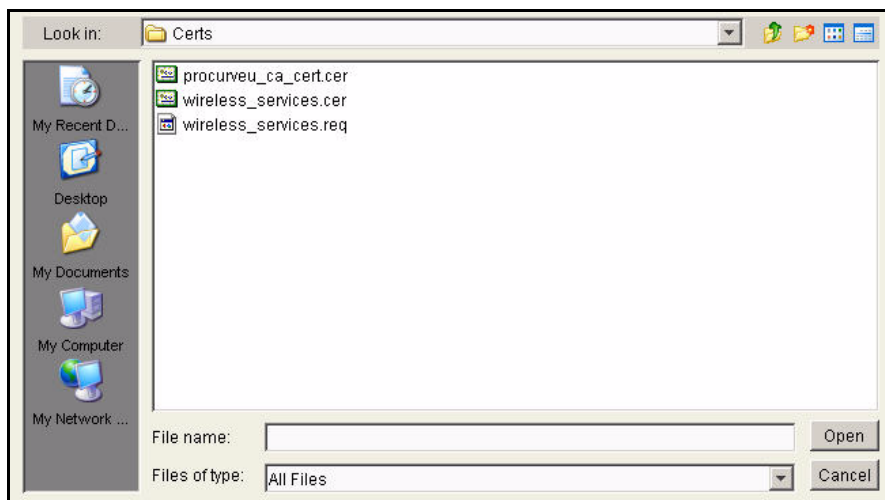 Look in:
Certs
My Recent D...
Desktop
My Documents
My Computer
My Network ...
procurveu_ca_cert.cer
wireless_services.cer
wireless_services.req
File name:
Open
Files of type:
All Files
Cancel